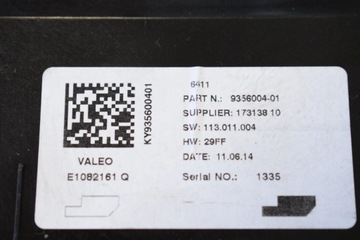 KY935600401
VALEO
E1082161 Q
6411
PART N.: 9356004-01
SUPPLIER: 173138 10
SW: 113.011.004
HW: 29FF
DATE: 11.06.14
Serial NO.: 1335